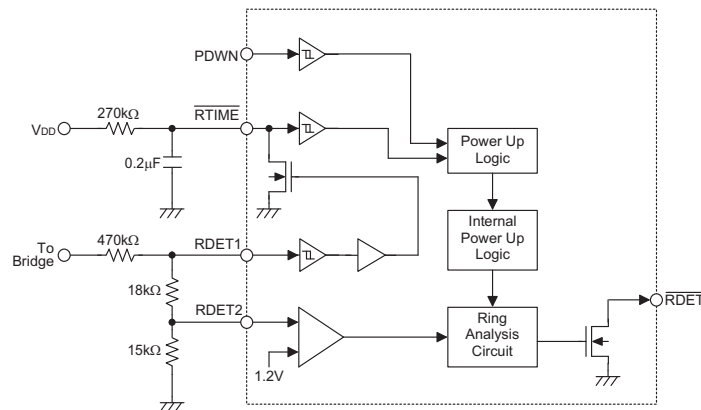 PDWN
270kΩ
RTIME
VDD
0.2μF
Power Up
Logic
470kΩ
To
Bridge
RDET1
Internal
Power Up
Logic
18kΩ
RDET2
RDET
Ring
Analysis
Circuit
15kΩ
1.2V